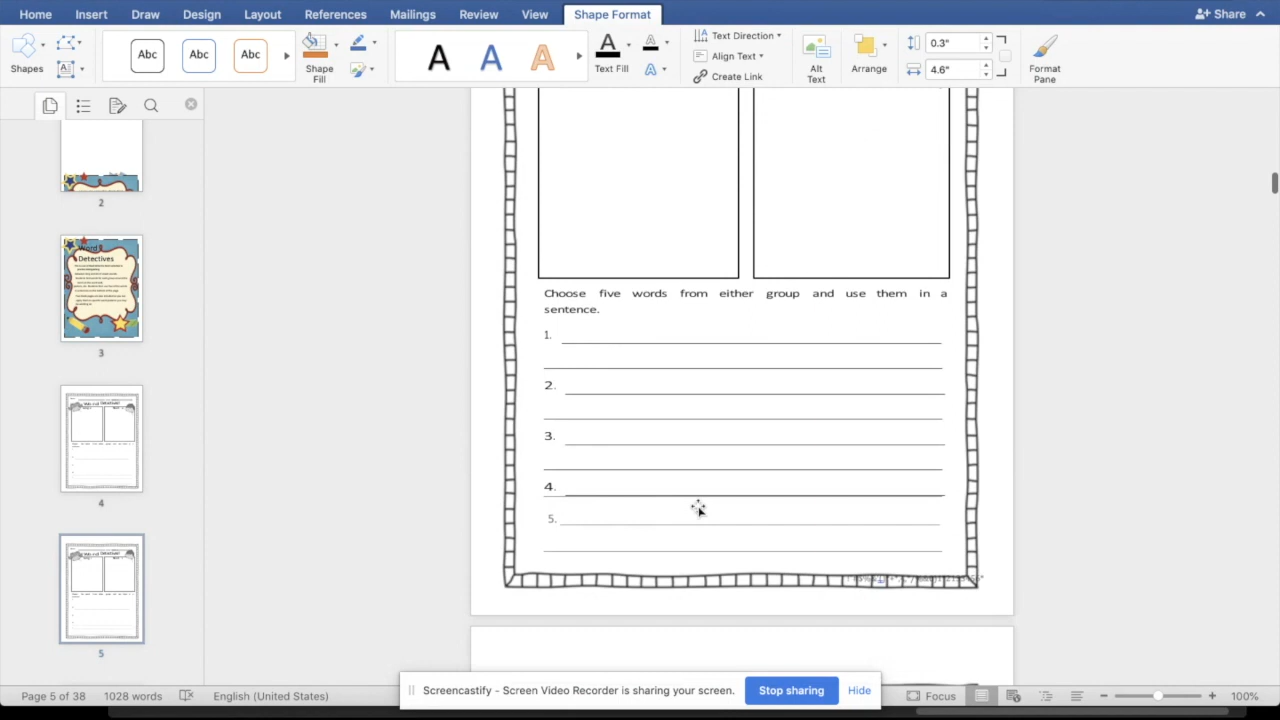 Home Insert Draw Design Layout References Mailings Review View Shape Format Share
Shapes
Abc Abc Abc
Shape Fill
A A A
A
Text Fill
A
A
Text Direction
Align Text
Create Link
Alt Text
Arrange
0.3"
4.6"
Format Pane
2
Word
Detectives
3
4
5
Choose five words from either group and use them in a
sentence.
1.
2.
3.
4.
5.
Page 5 of 38 1028 words English (United States)
Screencastify - Screen Video Recorder is sharing your screen. Stop sharing Hide
Focus
100%